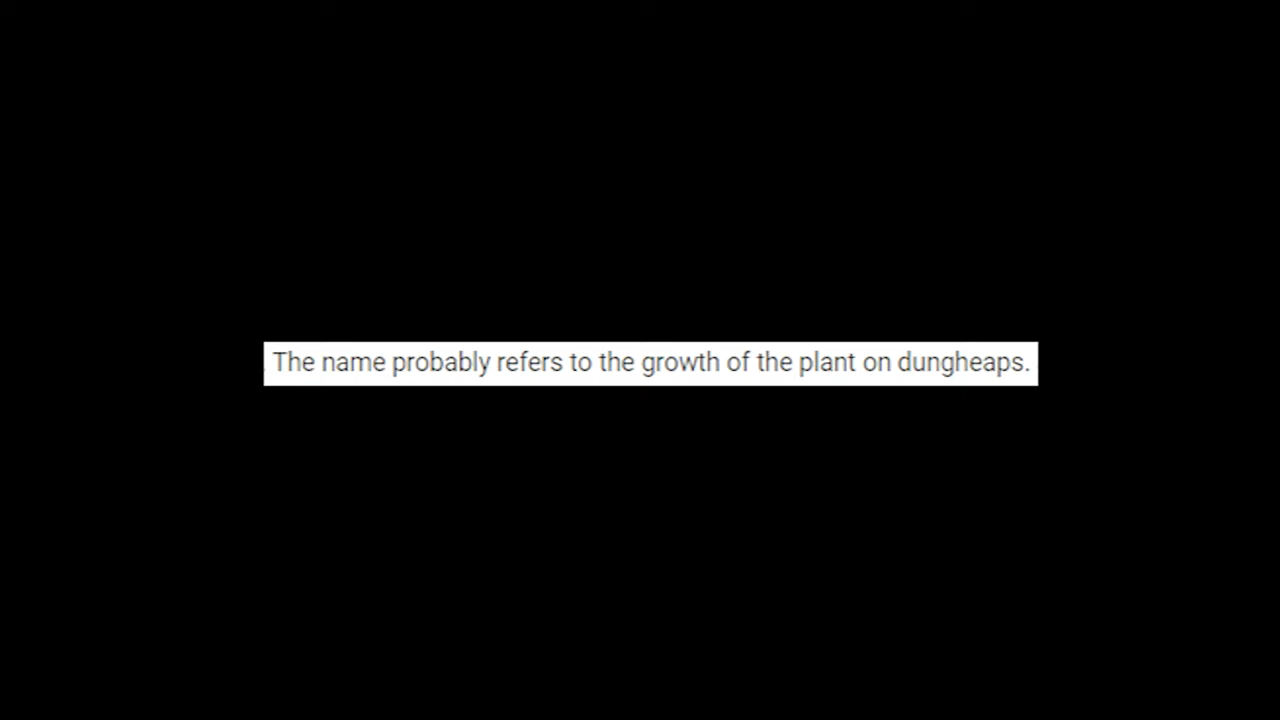 The name probably refers to the growth of the plant on dungheaps.